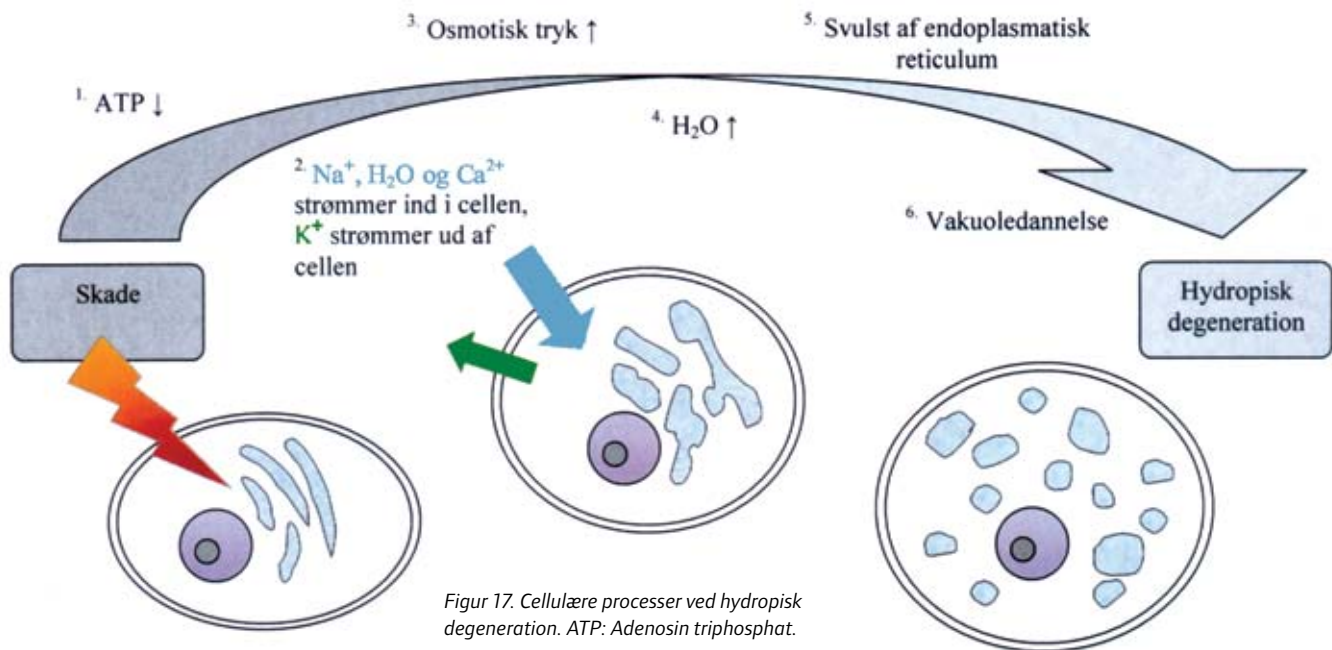 3. Osmotisk tryk ↑
5. Svulst af endoplasmatisk
reticulum
1. ATP ↓
4. H₂O ↑
2. Na⁺, H₂O og Ca²⁺
strømmer ind i cellen,
K⁺ strømmer ud af
cellen
6. Vakuoledannelse
Skade
Hydropisk
degeneration
Figur 17. Cellulære processer ved hydropisk
degeneration. ATP: Adenosin triphosphat.